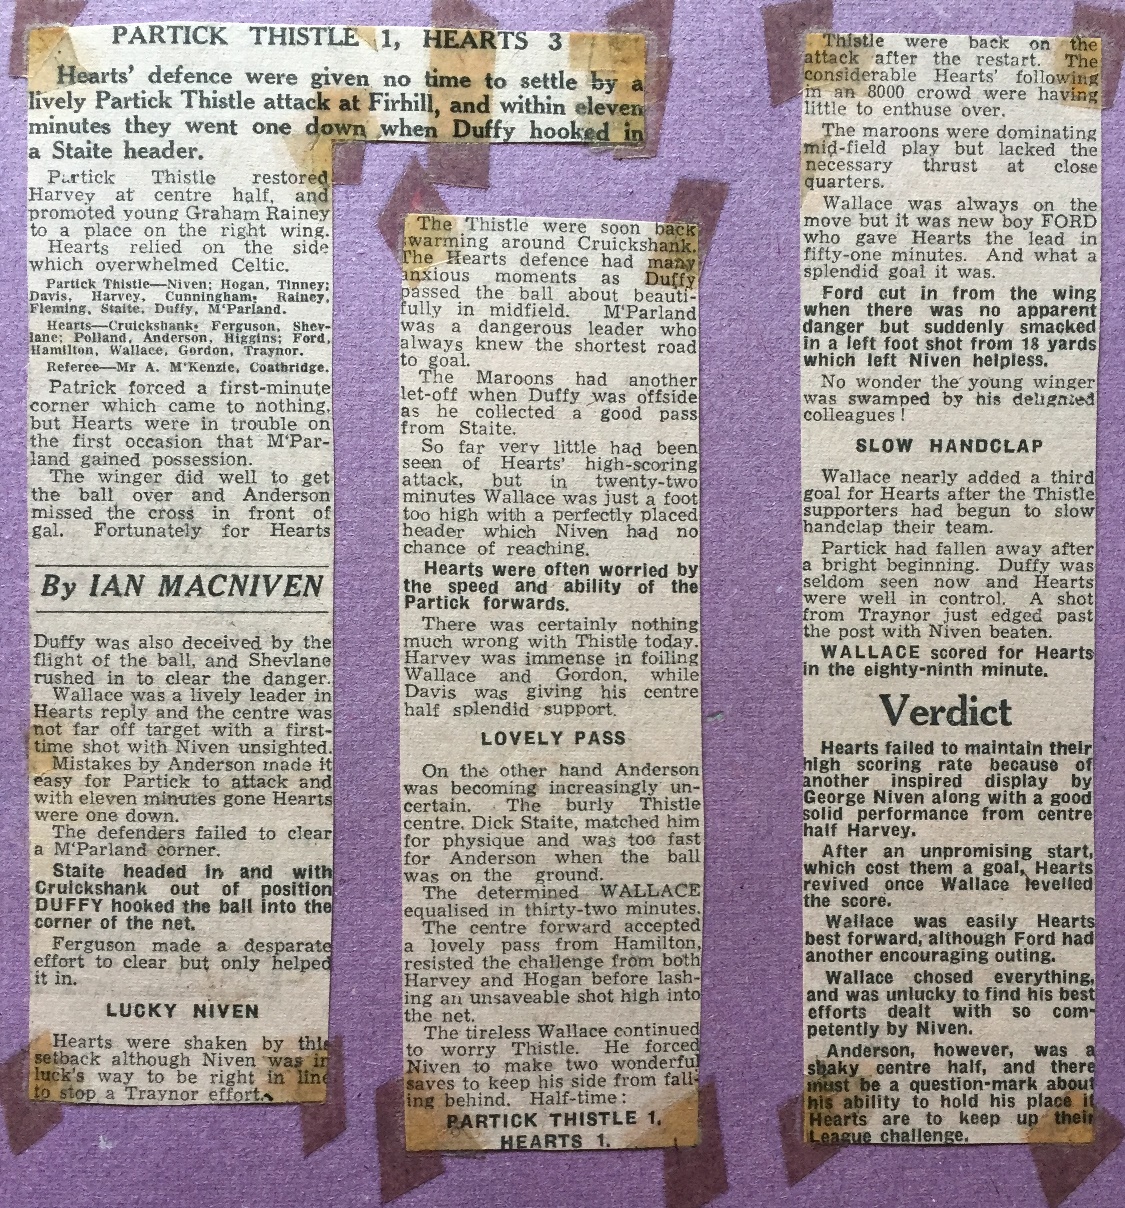 PARTICK THISTLE 1, HEARTS 3
Hearts' defence were given no time to settle by a
lively Partick Thistle attack at Firhill, and within eleven
minutes they went one down when Duffy hooked in
a Staite header.
Partick Thistle restored
Harvey at centre half, and
promoted young Graham Rainey
to a place on the right wing.
Hearts relied on the side
which overwhelmed Celtic.
Partick Thistle—Niven; Hogan, Tinney;
Davis, Harvey, Cunningham; Rainey,
Fleming, Staite, Duffy, M'Parland.
Hearts—Cruickshank; Ferguson, Shev-
lane; Polland, Anderson, Higgins; Ford,
Hamilton, Wallace, Gordon, Traynor.
Referee—Mr A. M'Kenzie, Coatbridge.
Patrick forced a first-minute
corner which came to nothing,
but Hearts were in trouble on
the first occasion that M'Par-
land gained possession.
The winger did well to get
the ball over and Anderson
missed the cross in front of
gal. Fortunately for Hearts
By IAN MACNIVEN
Duffy was also deceived by the
flight of the ball, and Shevlane
rushed in to clear the danger.
Wallace was a lively leader in
Hearts reply and the centre was
not far off target with a first-
time shot with Niven unsighted.
Mistakes by Anderson made it
easy for Partick to attack and
with eleven minutes gone Hearts
were one down.
The defenders failed to clear
a M'Parland corner.
Staite headed in and with
Cruickshank out of position
DUFFY hooked the ball into the
corner of the net.
Ferguson made a desparate
effort to clear but only helped
it in.
LUCKY NIVEN
Hearts were shaken by this
setback although Niven was in
luck's way to be right in line
to stop a Traynor effort.
The Thistle were soon back
swarming around Cruickshank.
The Hearts defence had many
anxious moments as Duffy
passed the ball about beauti-
fully in midfield. M'Parland
was a dangerous leader who
always knew the shortest road
to goal.
The Maroons had another
let-off when Duffy was offside
as he collected a good pass
from Staite.
So far very little had been
seen of Hearts' high-scoring
attack, but in twenty-two
minutes Wallace was just a foot
too high with a perfectly placed
header which Niven had no
chance of reaching.
Hearts were often worried by
the speed and ability of the
Partick forwards.
There was certainly nothing
much wrong with Thistle today.
Harvey was immense in foiling
Wallace and Gordon, while
Davis was giving his centre
half splendid support.
LOVELY PASS
On the other hand Anderson
was becoming increasingly un-
certain. The burly Thistle
centre, Dick Staite, matched him
for physique and was too fast
for Anderson when the ball
was on the ground.
The determined WALLACE
equalised in thirty-two minutes.
The centre forward accepted
a lovely pass from Hamilton,
resisted the challenge from both
Harvey and Hogan before lash-
ing an unsaveable shot high into
the net.
The tireless Wallace continued
to worry Thistle. He forced
Niven to make two wonderful
saves to keep his side from fall-
ing behind. Half-time:
PARTICK THISTLE 1,
HEARTS 1.
Thistle were back on the
attack after the restart. The
considerable Hearts' following
in an 8000 crowd were having
little to enthuse over.
The maroons were dominating
mid-field play but lacked the
necessary thrust at close
quarters.
Wallace was always on the
move but it was new boy FORD
who gave Hearts the lead in
fifty-one minutes. And what a
splendid goal it was.
Ford cut in from the wing
when there was no apparent
danger but suddenly smacked
in a left foot shot from 18 yards
which left Niven helpless.
No wonder the young winger
was swamped by his delighted
colleagues!
SLOW HANDCLAP
Wallace nearly added a third
goal for Hearts after the Thistle
supporters had begun to slow
handclap their team.
Partick had fallen away after
a bright beginning. Duffy was
seldom seen now and Hearts
were well in control. A shot
from Traynor just edged past
the post with Niven beaten.
WALLACE scored for Hearts
in the eighty-ninth minute.
Verdict
Hearts failed to maintain their
high scoring rate because of
another inspired display by
George Niven along with a good
solid performance from centre
half Harvey.
After an unpromising start,
which cost them a goal, Hearts
revived once Wallace levelled
the score.
Wallace was easily Hearts
best forward, although Ford had
another encouraging outing.
Wallace chosed everything,
and was unlucky to find his best
efforts dealt with so com-
petently by Niven.
Anderson, however, was a
shaky centre half, and there
must be a question-mark about
his ability to hold his place if
Hearts are to keep up their
League challenge.